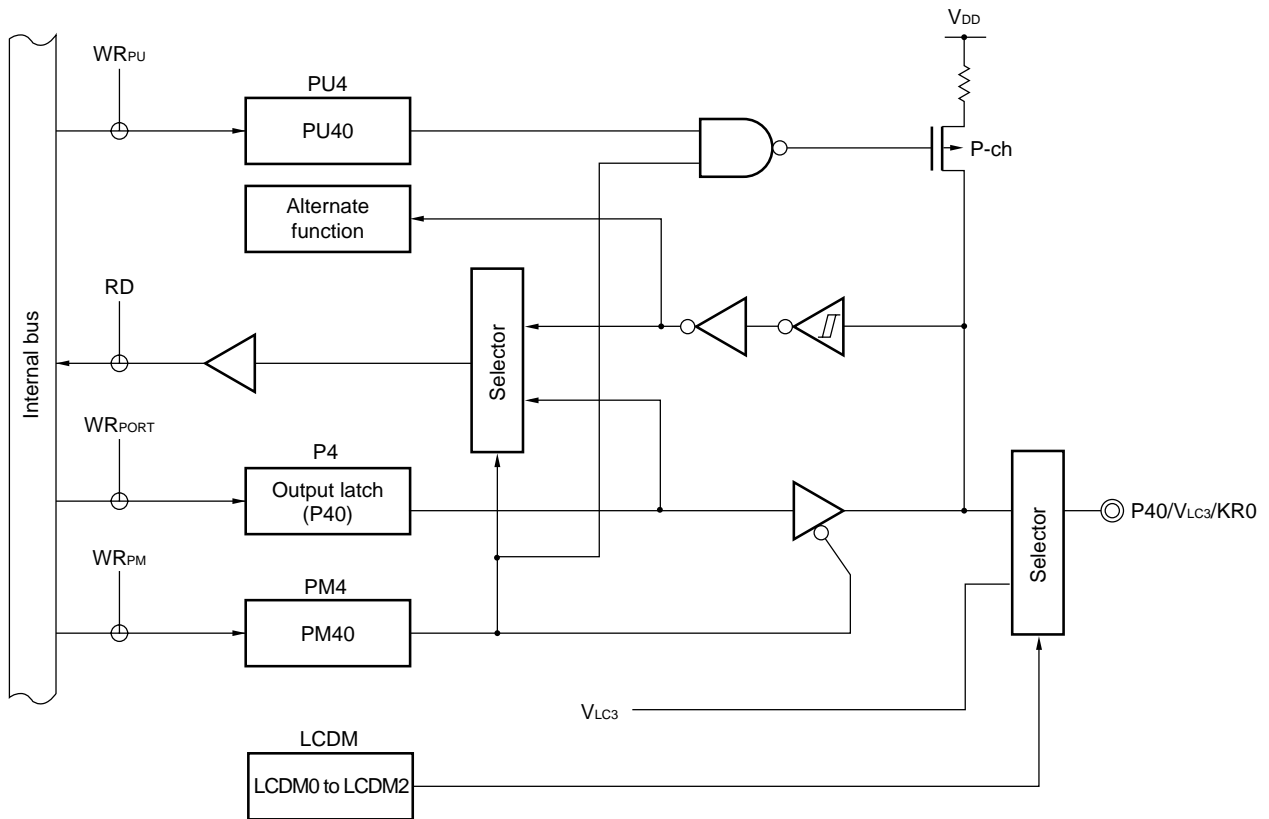 VDD
WRPU
PU4
PU40
P-ch
Alternate
function
RD
Selector
Internal bus
WRPORT
P4
Output latch
(P40)
P40/VLC3/KR0
Selector
WRPM
PM4
PM40
VLC3
LCDM
LCDM0 to LCDM2